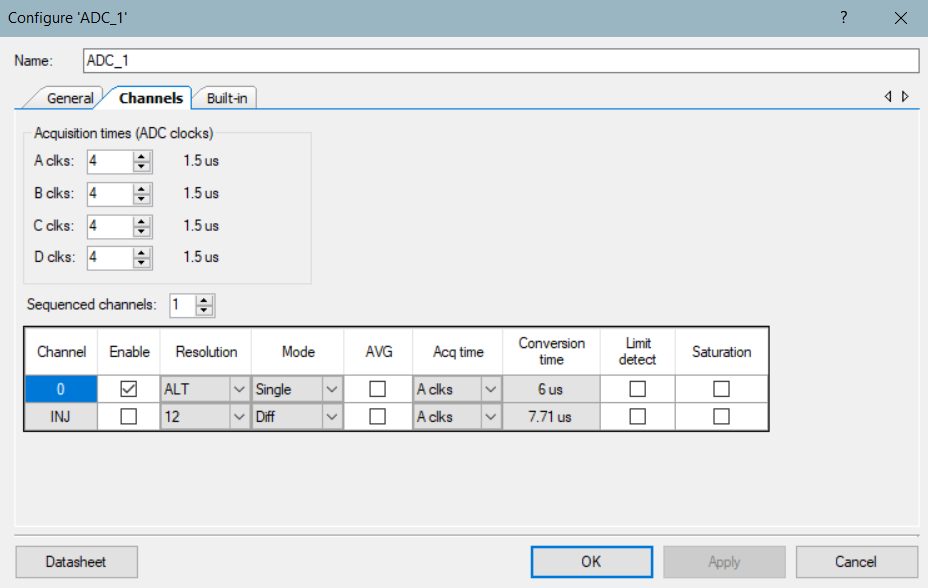 Configure 'ADC_1'
?
Name: ADC_1
General Channels Built-in
Acquisition times (ADC clocks)
A clks: 4 1.5 us
B clks: 4 1.5 us
C clks: 4 1.5 us
D clks: 4 1.5 us
Sequenced channels: 1
Channel Enable Resolution Mode AVG Acq time Conversion time Limit detect Saturation
0 ALT Single A clks 6 us
INJ 12 Diff A clks 7.71 us
Datasheet OK Apply Cancel